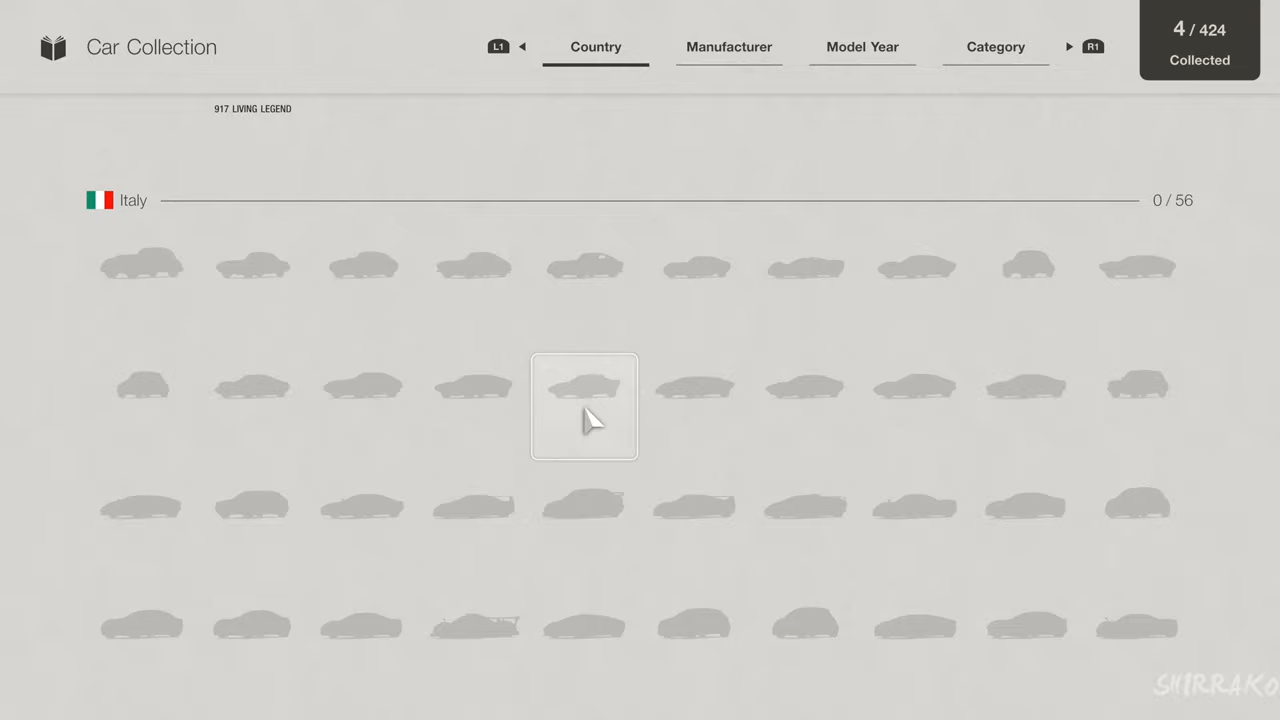 Car Collection
L1
Country
Manufacturer
Model Year
Category
R1
4 / 424
Collected
917 LIVING LEGEND
Italy
0 / 56
SHIRRAKO